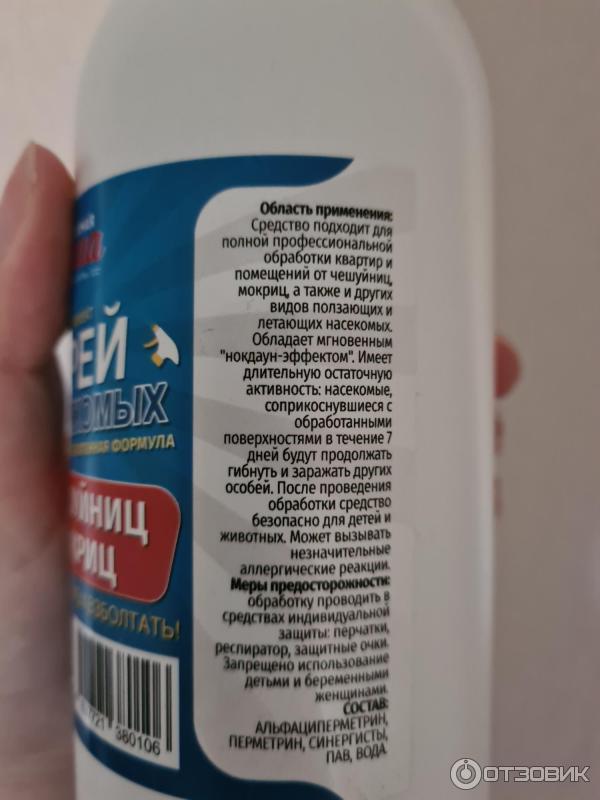 РЕЙ
ФОРМУЛА
РИЦ
Область применения:
Средство подходит для
полной профессиональной
обработки квартир и
помещений от чешуйниц,
мокриц, а также и других
видов ползающих и
летающих насекомых.
Обладает мгновенным
"нокдаун-эффектом". Имеет
длительную остаточную
активность: насекомые,
соприкоснувшиеся с
обработанными
поверхностями в течение 7
дней будут продолжать
гибнуть и заражать других
особей. После проведения
обработки средство
безопасно для детей и
животных. Может вызывать
незначительные
аллергические реакции.
Меры предосторожности:
обработку проводить в
средствах индивидуальной
защиты: перчатки,
респиратор, защитные очки.
Запрещено использование
детьми и беременными
женщинами.
СОСТАВ:
АЛЬФАЦИПЕРМЕТРИН,
ПЕРМЕТРИН, СИНЕРГИСТЫ,
ПАВ, ВОДА
380106
ОТЗОВИК